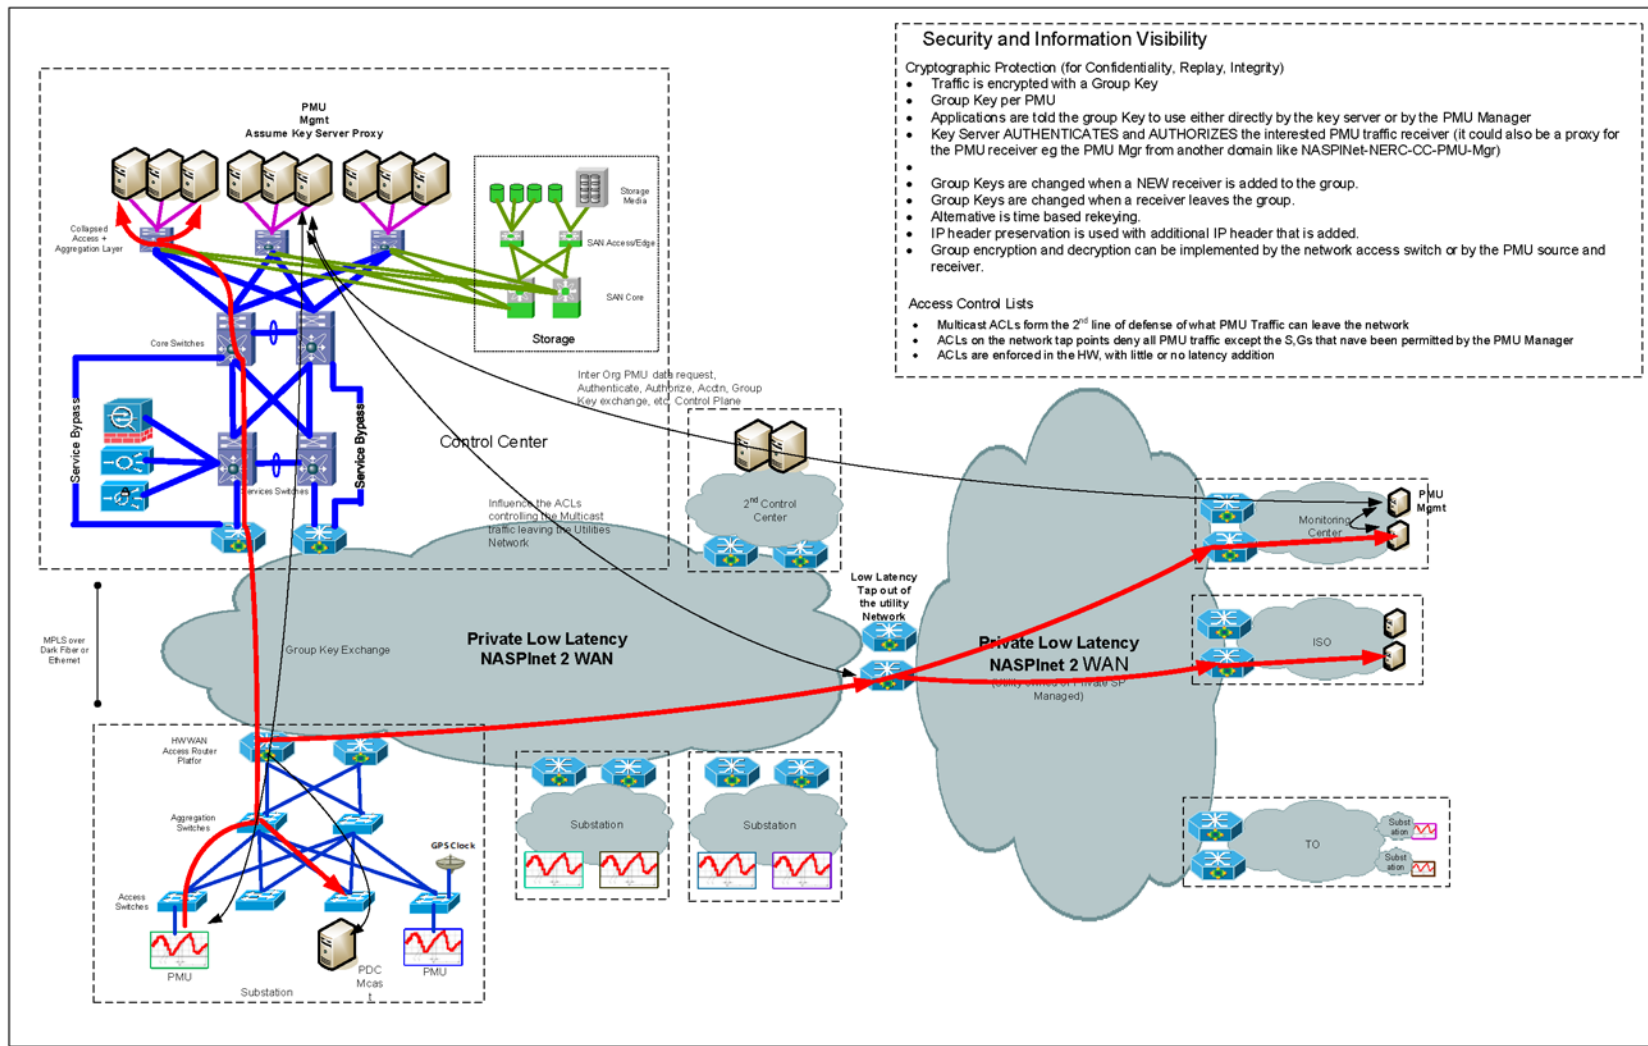 Security and Information Visibility
Cryptographic Protection (for Confidentiality, Replay, Integrity)
• Traffic is encrypted with a Group Key
• Group Key per PMU
• Applications are told the group Key to use either directly by the key server or by the PMU Manager
• Key Server AUTHENTICATES and AUTHORIZES the interested PMU traffic receiver (it could also be a proxy for
the PMU receiver eg the PMU Mgr from another domain like NASPINet-NERC-CC-PMU-Mgr)
•
• Group Keys are changed when a NEW receiver is added to the group.
• Group Keys are changed when a receiver leaves the group.
• Alternative is time based rekeying.
• IP header preservation is used with additional IP header that is added.
• Group encryption and decryption can be implemented by the network access switch or by the PMU source and
receiver.
Access Control Lists
• Multicast ACLs form the 2nd line of defense of what PMU Traffic can leave the network
• ACLs on the network tap points deny all PMU traffic except the S,Gs that nave been permitted by the PMU Manager
• ACLs are enforced in the HW, with little or no latency addition
PMU
Mgmt
Assume Key Server Proxy
Collapsed
Access +
Aggregation Layer
Storage
Media
SAN Access/Edge
SAN Core
Storage
Core Switches
Service Bypass
Service Bypass
Services Switches
Control Center
Inter Org PMU data request,
Authenticate, Authorize, Acctn, Group
Key exchange, etc. Control Plane
Influence the ACLs
controlling the Multicast
traffic leaving the Utilities
Network
2nd Control
Center
Low Latency
Tap out of
the utility
Network
Monitoring
Center
PMU
Mgmt
MPLS over
Dark Fiber or
Ethernet
Group Key Exchange
Private Low Latency
NASPInet 2 WAN
Private Low Latency
NASPInet 2 WAN
(Utility owned or Private SP
Managed)
ISO
HWWAN
Access Router
Platfor
Aggregation
Switches
GPSClock
Access
Switches
PMU
PDC
Mcas
t
PMU
Substation
Substation
Substation
TO
Subst
ation
Subst
ation